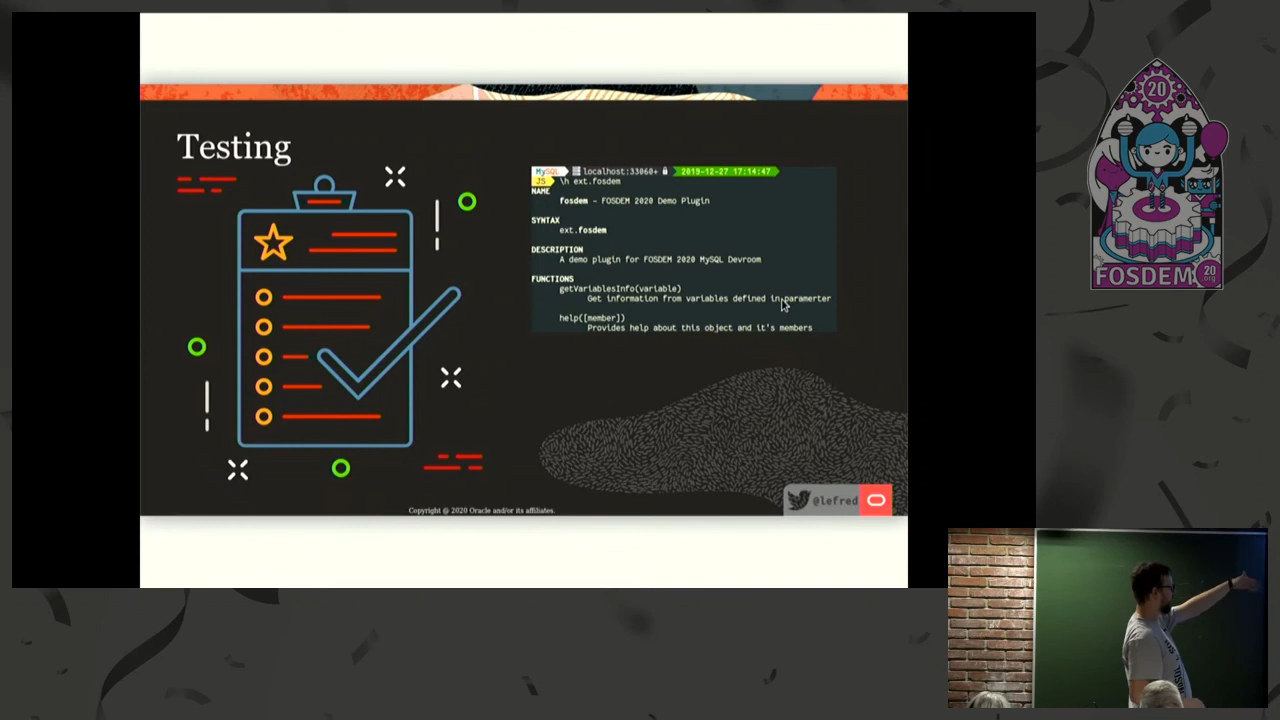 Testing
MySQL localhost:33060+ 2019-12-27 17:14:47
JS \h ext.fosdem
NAME
fosdem - FOSDEM 2020 Demo Plugin
SYNTAX
ext.fosdem
DESCRIPTION
A demo plugin for FOSDEM 2020 MySQL Devroom
FUNCTIONS
getVariablesInfo(variable)
Get information from variables defined in paramerter
help([member])
Provides help about this object and it's members
@lefred
Copyright @ 2020 Oracle and/or its affiliates.
20
FOSDEM
20
.org